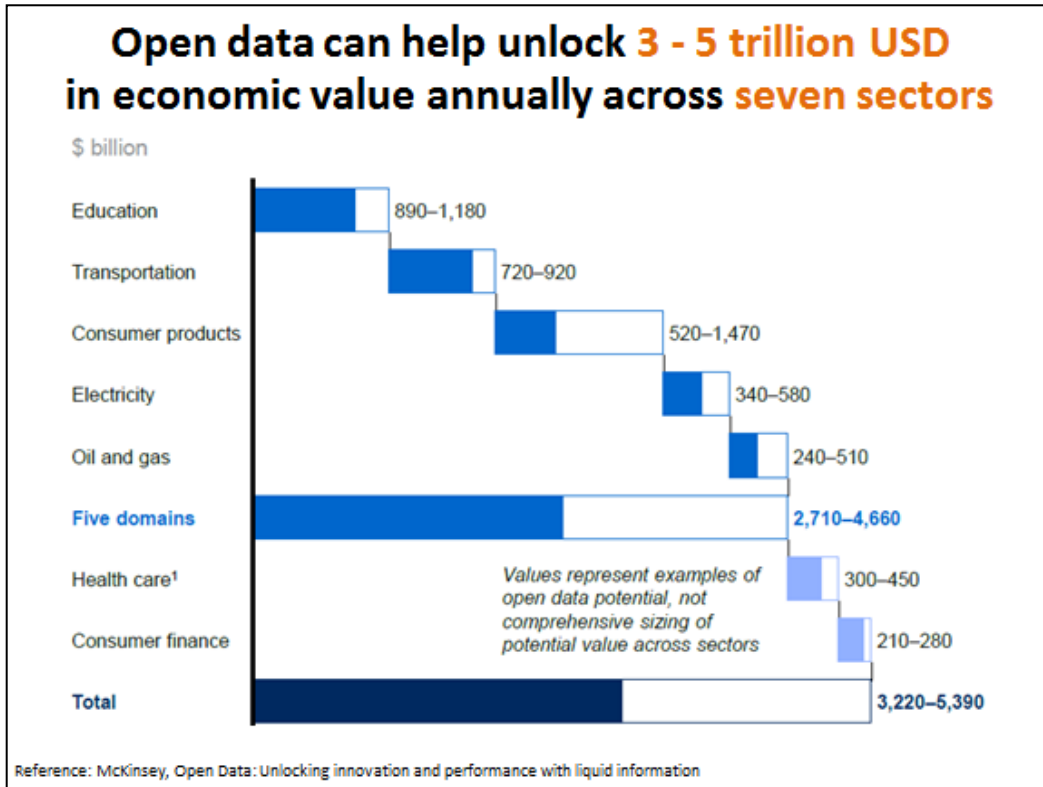 Open data can help unlock 3 - 5 trillion USD
in economic value annually across seven sectors
$ billion
Education 890–1,180
Transportation 720–920
Consumer products 520–1,470
Electricity 340–580
Oil and gas 240–510
Five domains 2,710–4,660
Health care¹ 300–450
Values represent examples of
open data potential, not
comprehensive sizing of
potential value across sectors
Consumer finance 210–280
Total 3,220–5,390
Reference: McKinsey, Open Data: Unlocking innovation and performance with liquid information